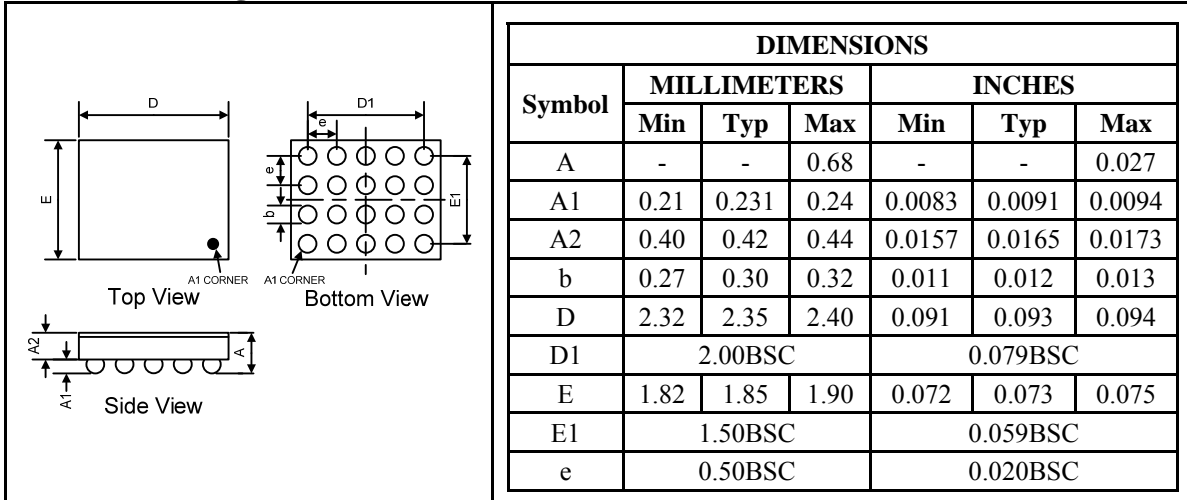 D
E
A1 CORNER
Top View
D1
e
e
b
E1
A1 CORNER
Bottom View
A2
A1
A
Side View
DIMENSIONS
Symbol MILLIMETERS INCHES
Min Typ Max Min Typ Max
A - - 0.68 - - 0.027
A1 0.21 0.231 0.24 0.0083 0.0091 0.0094
A2 0.40 0.42 0.44 0.0157 0.0165 0.0173
b 0.27 0.30 0.32 0.011 0.012 0.013
D 2.32 2.35 2.40 0.091 0.093 0.094
D1 2.00BSC 0.079BSC
E 1.82 1.85 1.90 0.072 0.073 0.075
E1 1.50BSC 0.059BSC
e 0.50BSC 0.020BSC